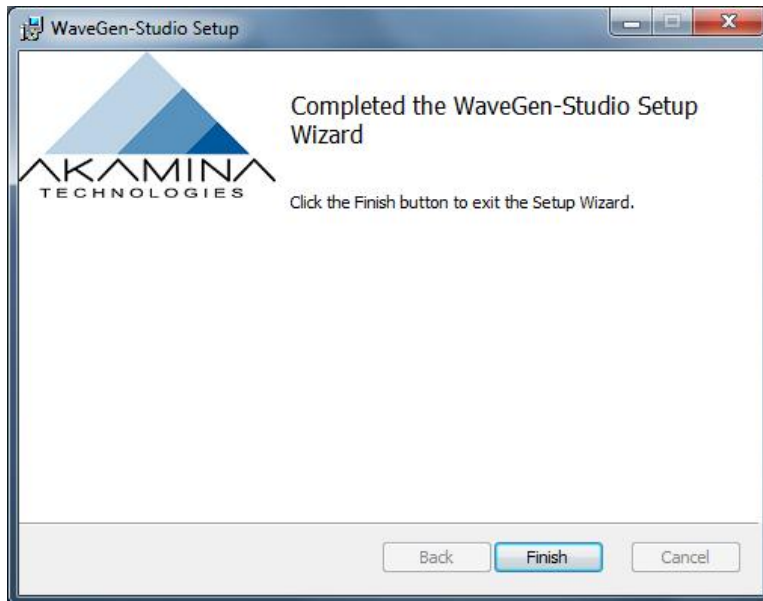 WaveGen-Studio Setup
AKAMINA
TECHNOLOGIES
Completed the WaveGen-Studio Setup
Wizard
Click the Finish button to exit the Setup Wizard.
Back Finish Cancel